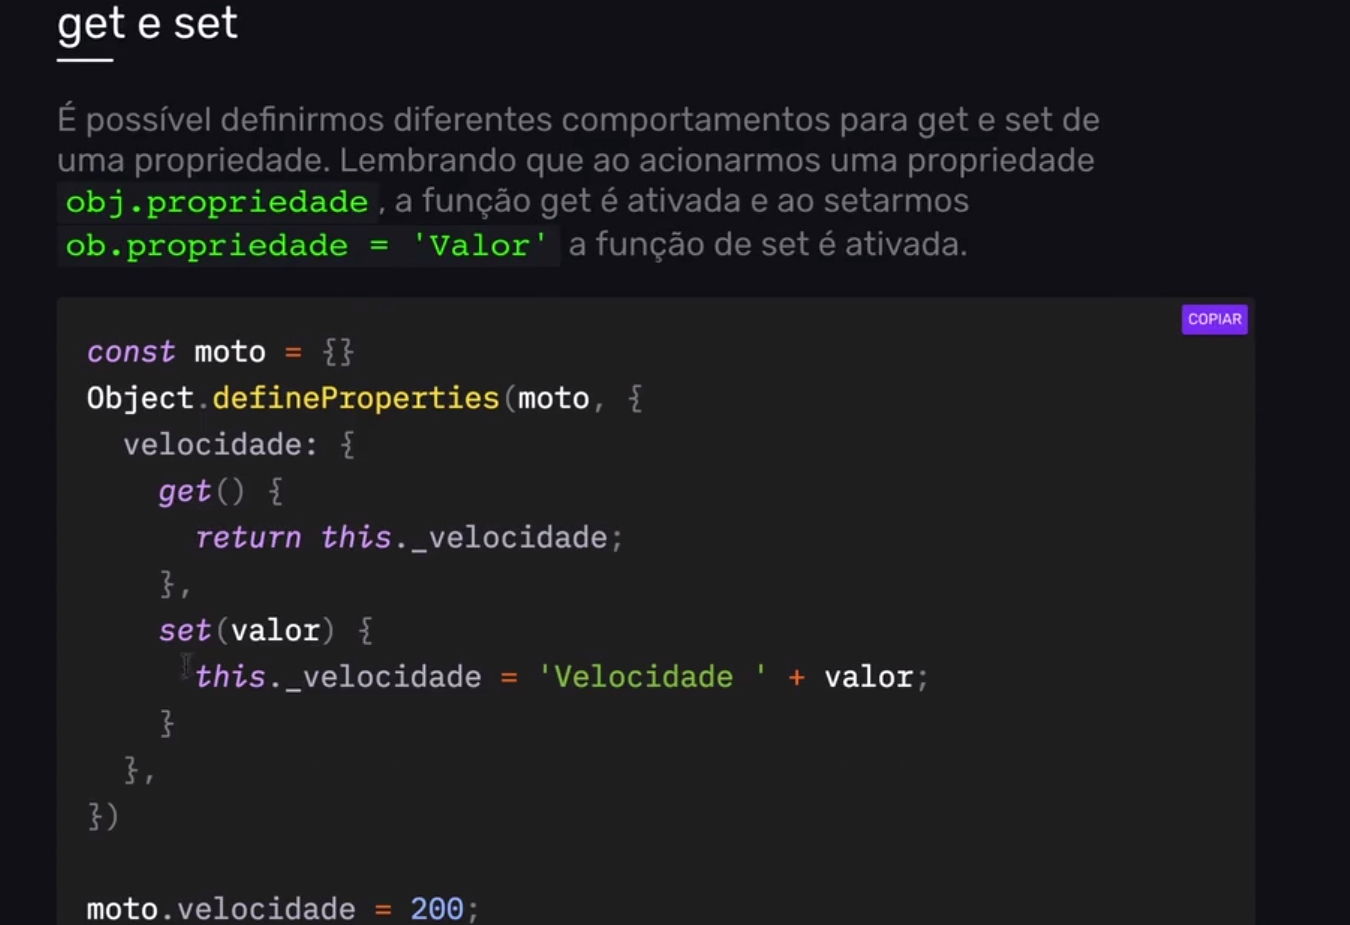 get e set
É possível definirmos diferentes comportamentos para get e set de
uma propriedade. Lembrando que ao acionarmos uma propriedade
obj.propriedade, a função get é ativada e ao setarmos
ob.propriedade = 'Valor' a função de set é ativada.
COPIAR
const moto = {}
Object.defineProperties(moto, {
  velocidade: {
    get() {
      return this._velocidade;
    },
    set(valor) {
      this._velocidade = 'Velocidade ' + valor;
    }
  },
})
moto.velocidade = 200;